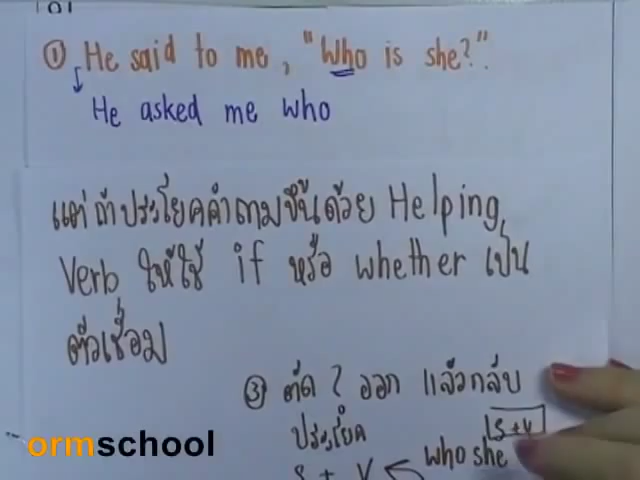 ① He said to me, "Who is she?".
He asked me who
แต่ ถ้าประโยคคำถามขึ้นด้วย Helping
Verb ให้ใช้ if หรือ whether เป็น
ตัวเชื่อม
③ ตัด ? ออก แล้วกลับ
ประโยค S + V
S + V who she
ormschool